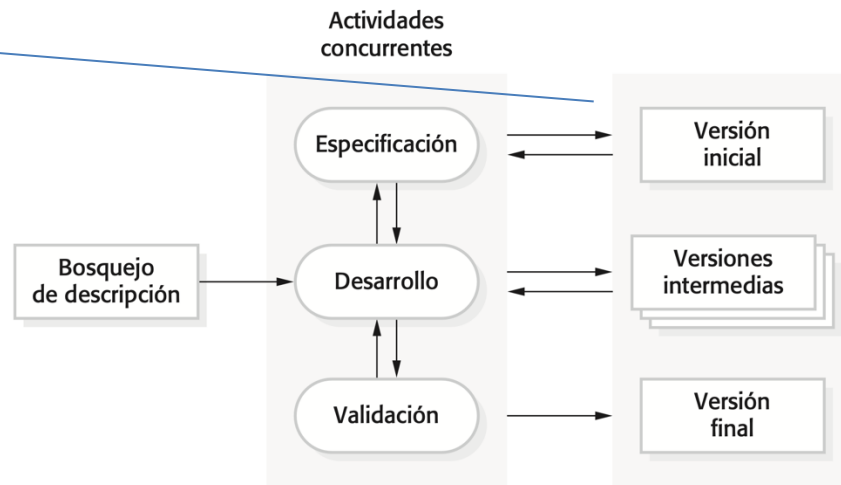 Actividades
concurrentes
Especificación
Versión
inicial
Bosquejo
de descripción
Desarrollo
Versiones
intermedias
Validación
Versión
final